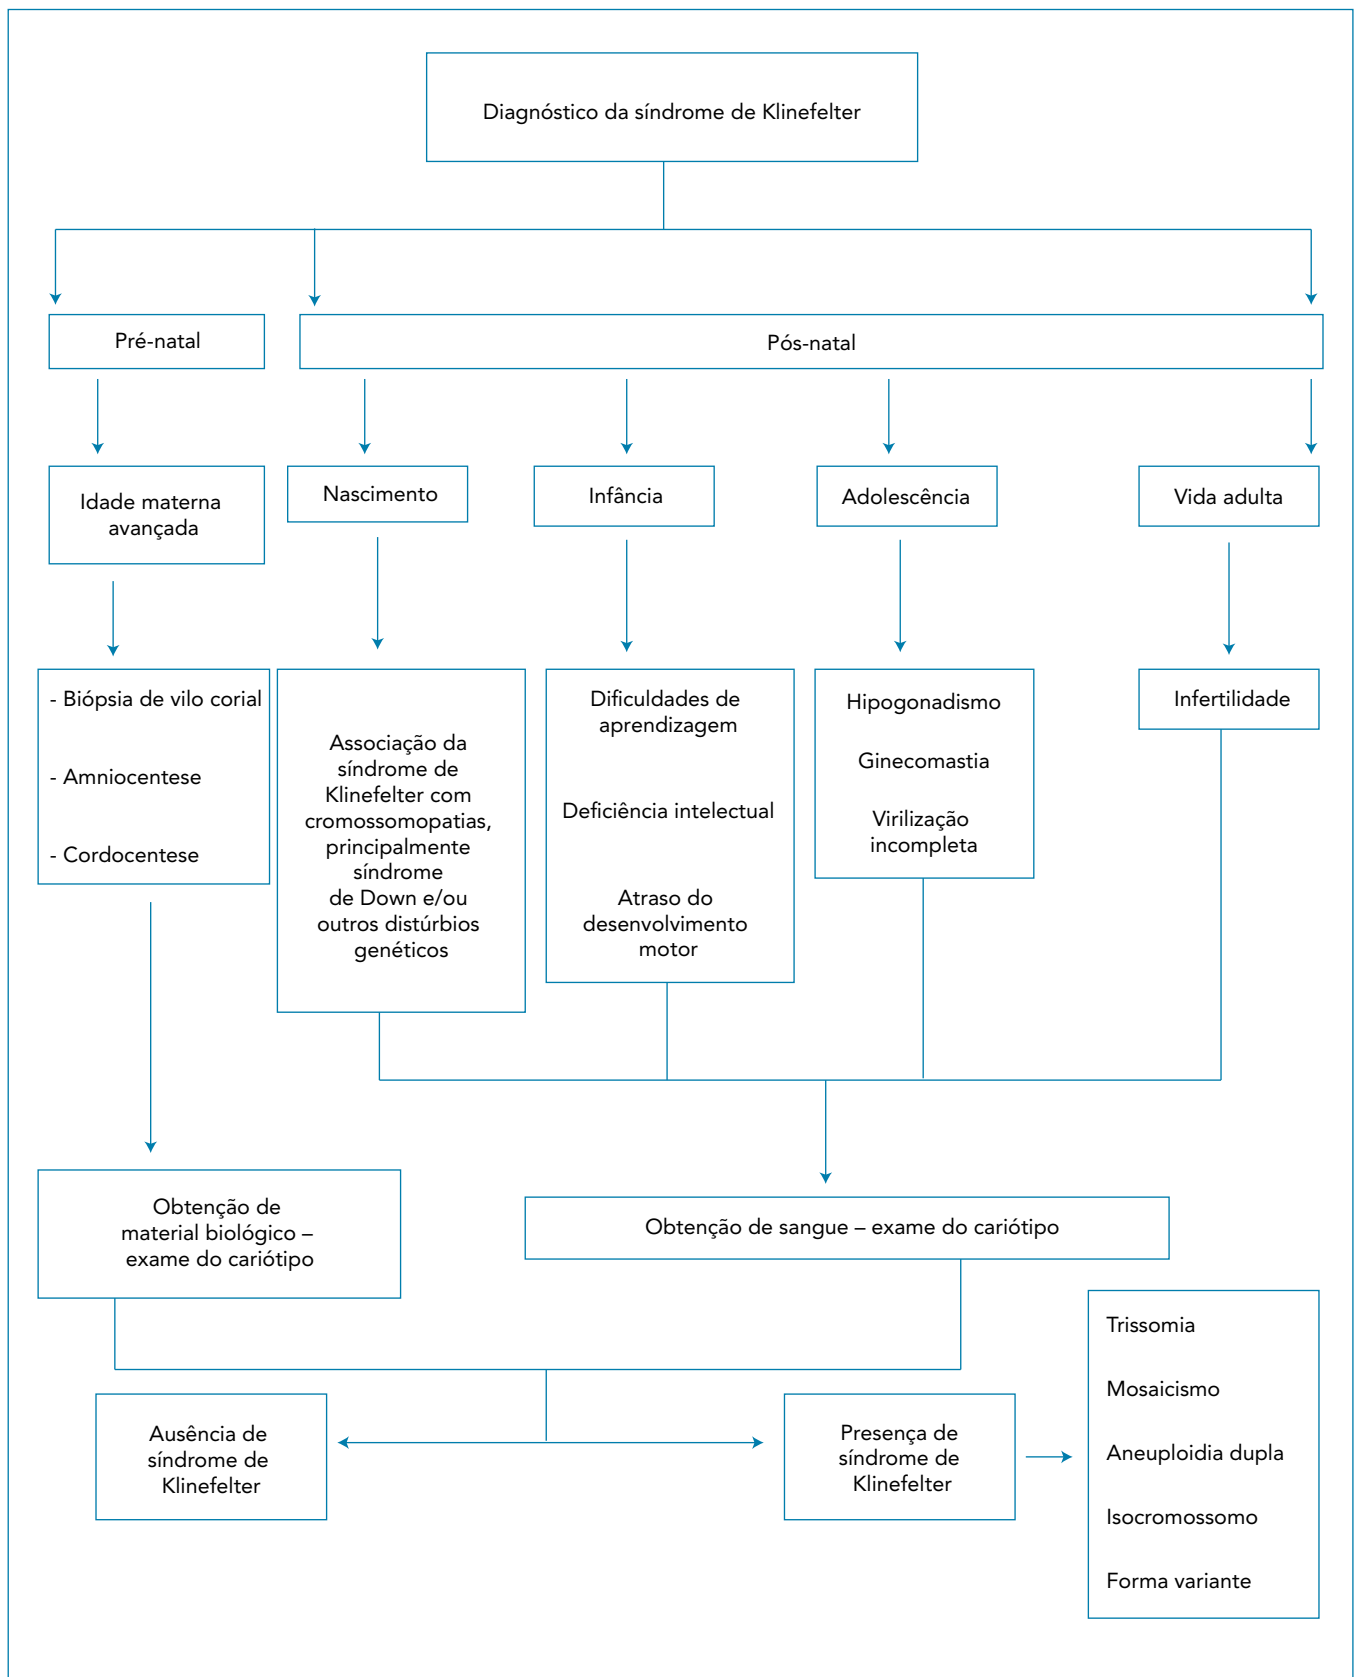 Diagnóstico da síndrome de Klinefelter
Pré-natal
Pós-natal
Idade materna
avançada
Nascimento
Infância
Adolescência
Vida adulta
- Biópsia de vilo corial
- Amniocentese
- Cordocentese
Associação da
síndrome de
Klinefelter com
cromossomopatias,
principalmente
síndrome
de Down e/ou
outros distúrbios
genéticos
Dificuldades de
aprendizagem
Deficiência intelectual
Atraso do
desenvolvimento
motor
Hipogonadismo
Ginecomastia
Virilização
incompleta
Infertilidade
Obtenção de
material biológico –
exame do cariótipo
Obtenção de sangue – exame do cariótipo
Ausência de
síndrome de
Klinefelter
Presença de
síndrome de
Klinefelter
Trissomia
Mosaicismo
Aneuploidia dupla
Isocromossomo
Forma variante